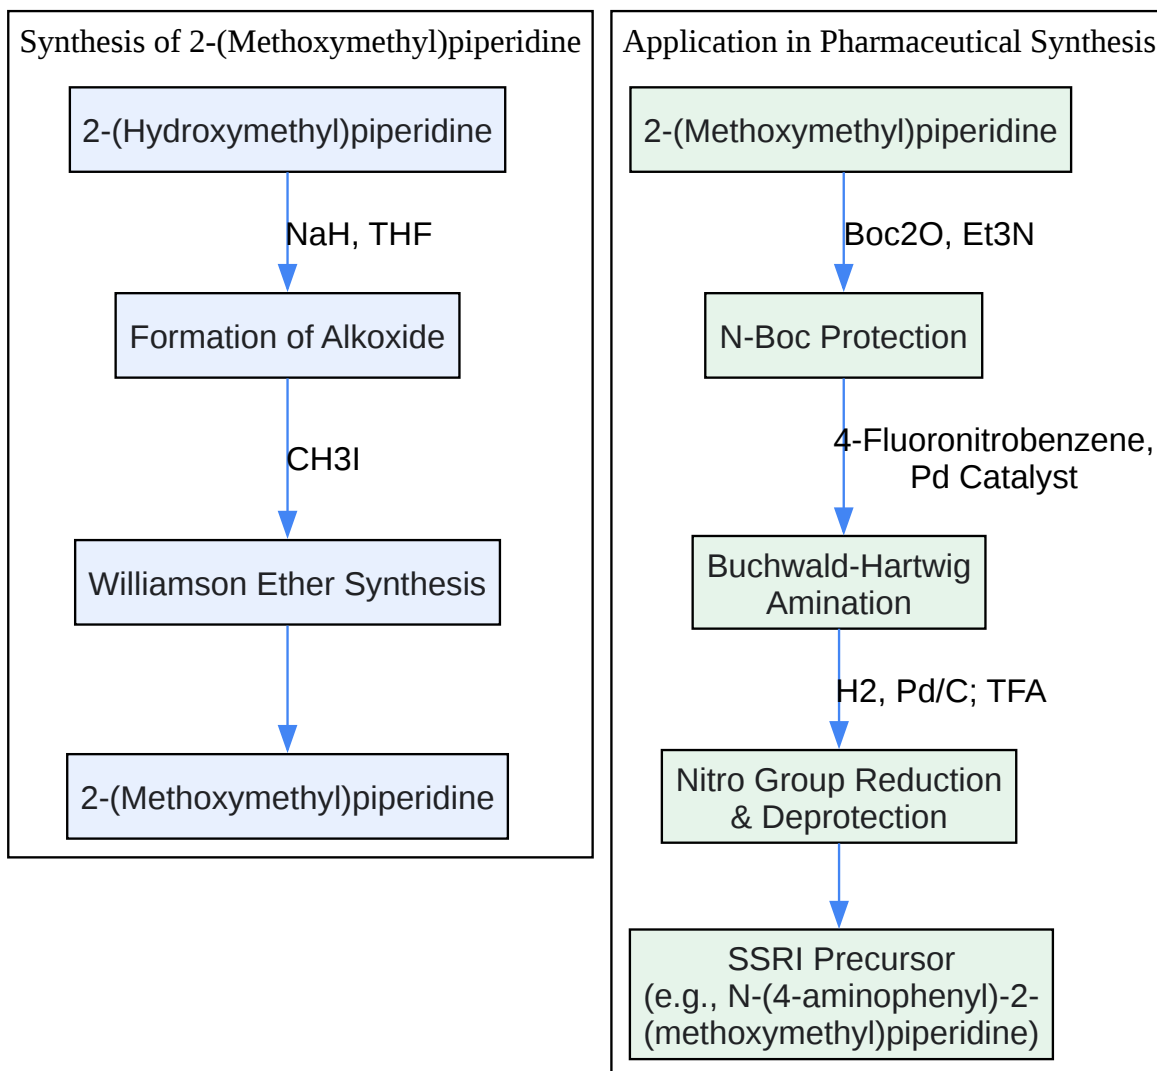 Synthesis of 2-(Methoxymethyl)piperidine
2-(Hydroxymethyl)piperidine
NaH, THF
Formation of Alkoxide
CH3I
Williamson Ether Synthesis
2-(Methoxymethyl)piperidine
Application in Pharmaceutical Synthesis
2-(Methoxymethyl)piperidine
Boc2O, Et3N
N-Boc Protection
4-Fluoronitrobenzene,
Pd Catalyst
Buchwald-Hartwig
Amination
H2, Pd/C; TFA
Nitro Group Reduction
& Deprotection
SSRI Precursor
(e.g., N-(4-aminophenyl)-2-
(methoxymethyl)piperidine)